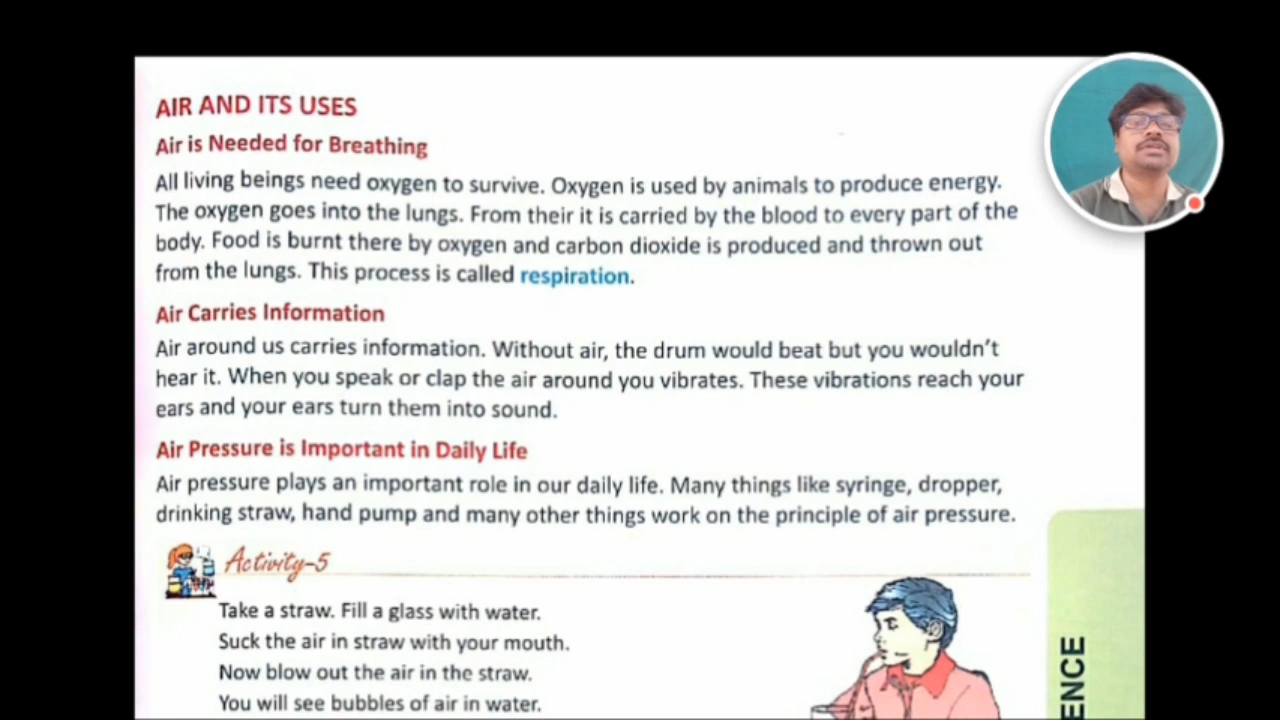 AIR AND ITS USES
Air is Needed for Breathing
All living beings need oxygen to survive. Oxygen is used by animals to produce energy.
The oxygen goes into the lungs. From their it is carried by the blood to every part of the
body. Food is burnt there by oxygen and carbon dioxide is produced and thrown out
from the lungs. This process is called respiration.
Air Carries Information
Air around us carries information. Without air, the drum would beat but you wouldn't
hear it. When you speak or clap the air around you vibrates. These vibrations reach your
ears and your ears turn them into sound.
Air Pressure is Important in Daily Life
Air pressure plays an important role in our daily life. Many things like syringe, dropper,
drinking straw, hand pump and many other things work on the principle of air pressure.
Activity-5
Take a straw. Fill a glass with water.
Suck the air in straw with your mouth.
Now blow out the air in the straw.
You will see bubbles of air in water.
ENCE